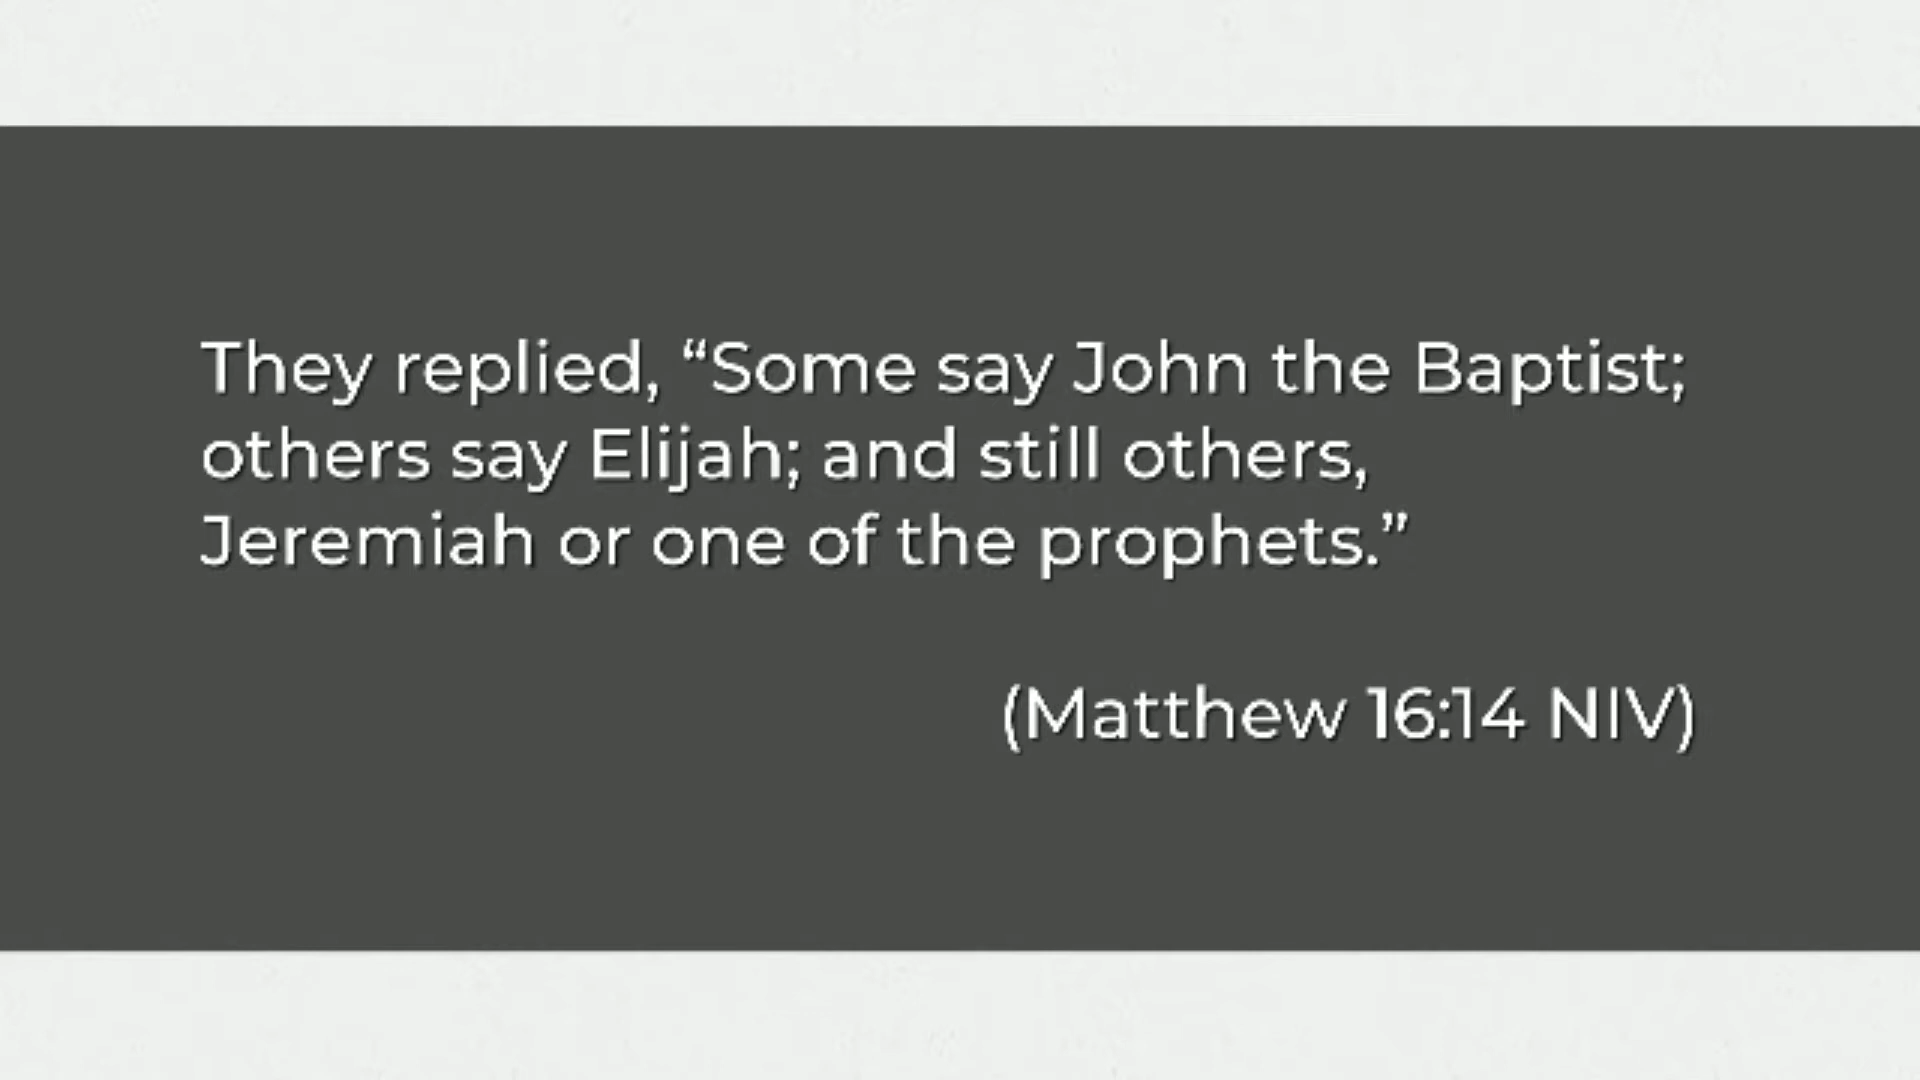 They replied, “Some say John the Baptist;
others say Elijah; and still others,
Jeremiah or one of the prophets.”
(Matthew 16:14 NIV)